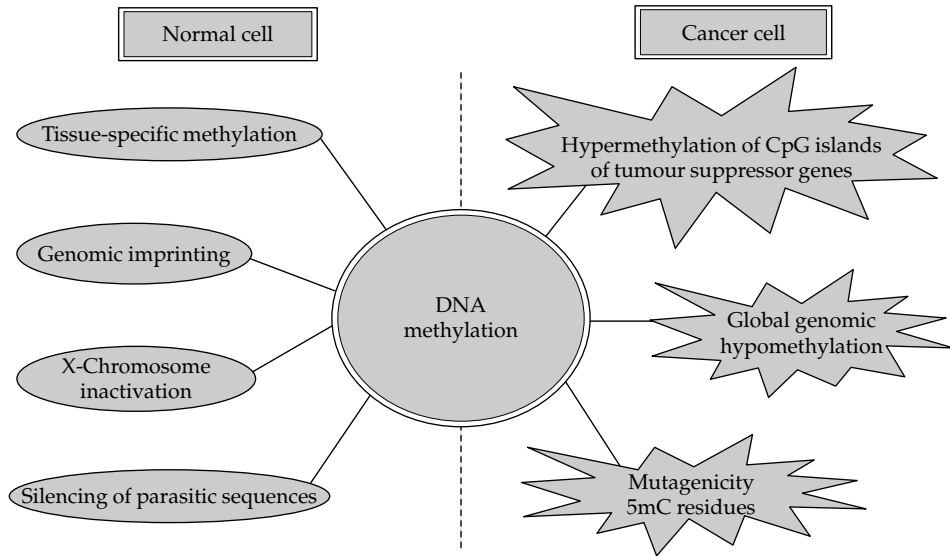 Normal cell
Cancer cell
Tissue-specific methylation
Genomic imprinting
X-Chromosome
inactivation
Silencing of parasitic sequences
DNA
methylation
Hypermethylation of CpG islands
of tumour suppressor genes
Global genomic
hypomethylation
Mutagenicity
5mC residues